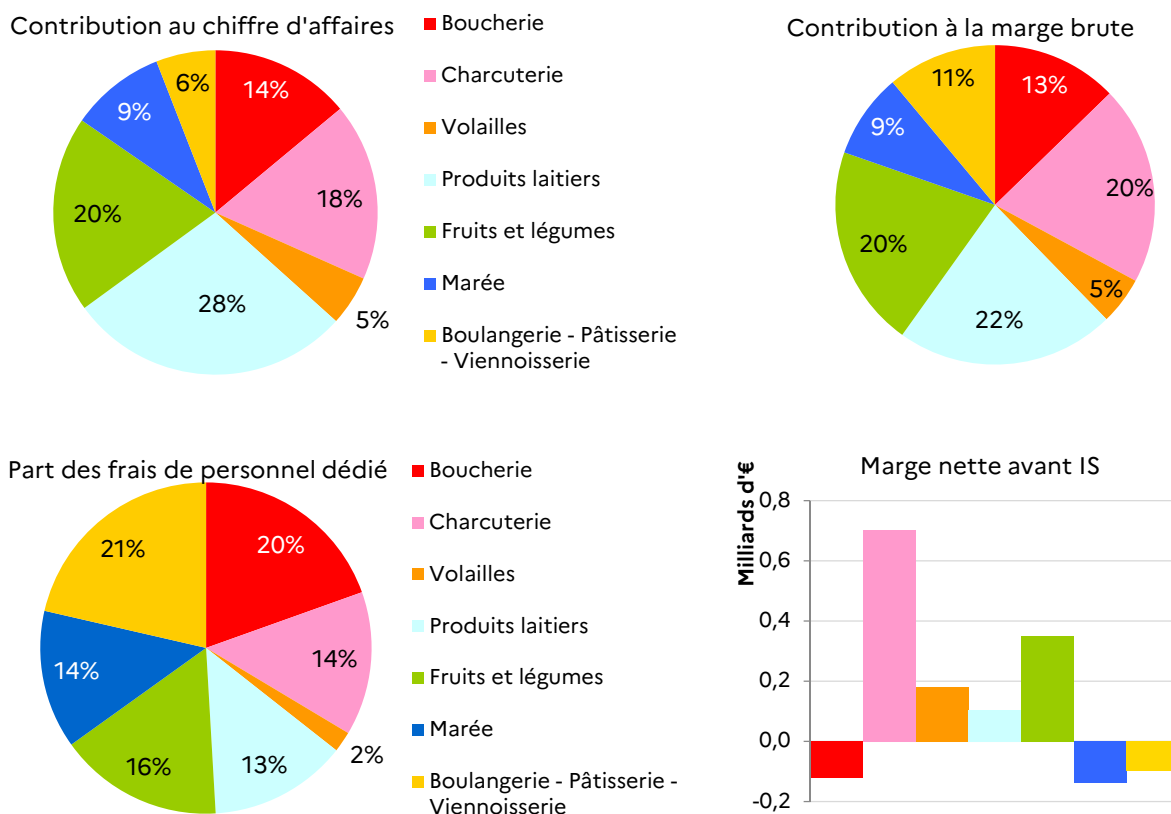 Contribution au chiffre d'affaires
6%
14%
9%
18%
20%
28%
5%
Boucherie
Charcuterie
Volailles
Produits laitiers
Fruits et légumes
Marée
Boulangerie - Pâtisserie
- Viennoisserie
Contribution à la marge brute
11%
13%
9%
20%
20%
5%
22%
Part des frais de personnel dédié
21%
20%
14%
14%
16%
13%
2%
Boucherie
Charcuterie
Volailles
Produits laitiers
Fruits et légumes
Marée
Boulangerie - Pâtisserie -
Viennoisserie
Marge nette avant IS
Milliards d'€
0,8
0,6
0,4
0,2
0,0
-0,2